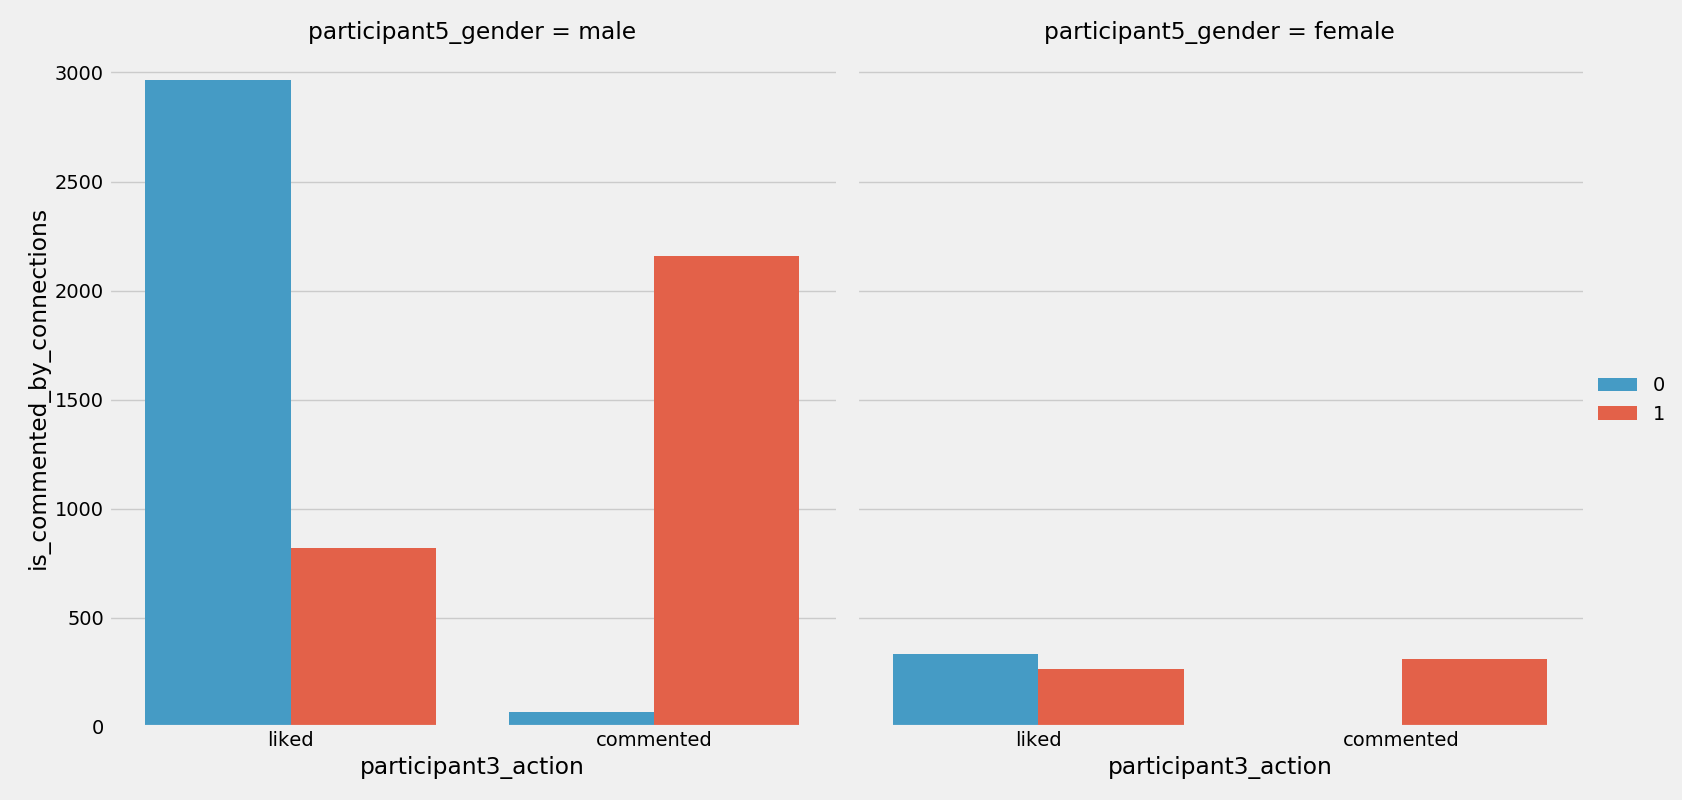 participant5_gender = male
participant5_gender = female
is_commented_by_connections
3000
2500
2000
1500
1000
500
0
liked
commented
liked
commented
participant3_action
participant3_action
0
1